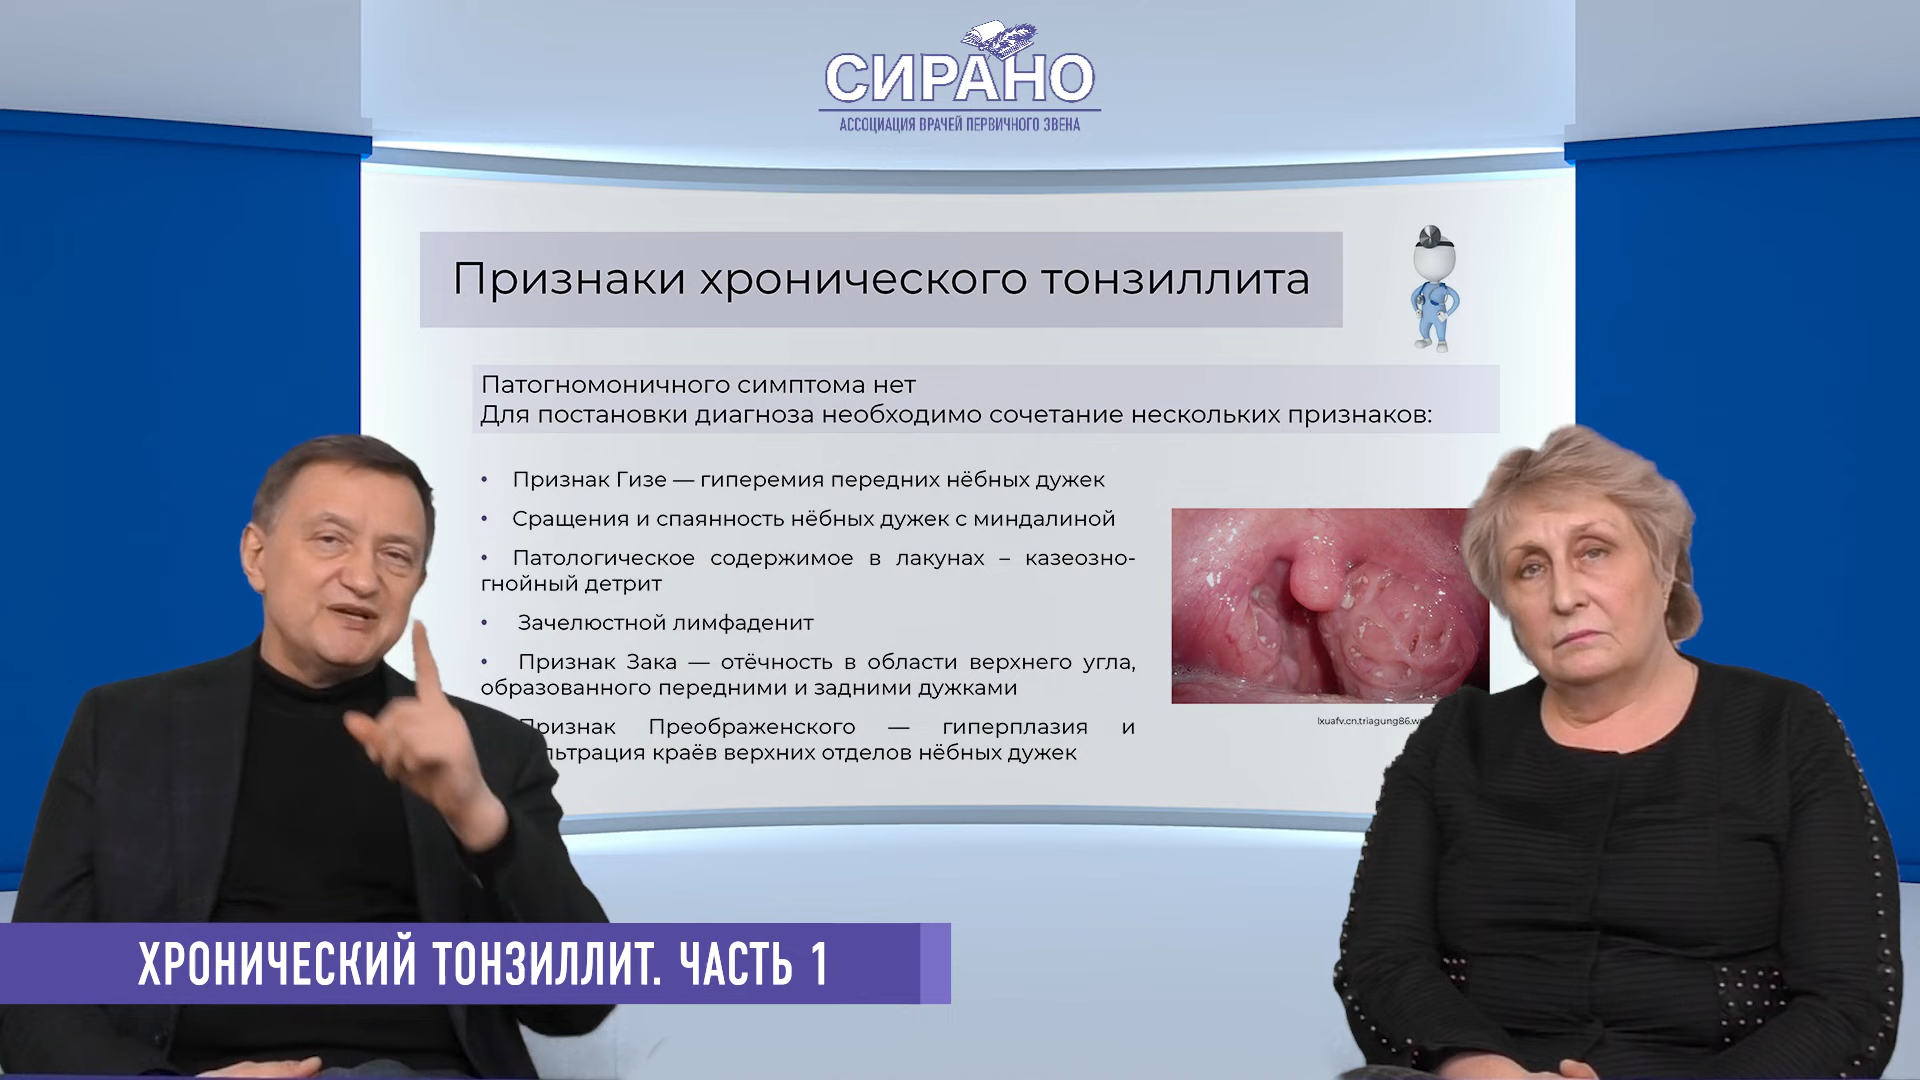 СИРАНО
АССОЦИАЦИЯ ВРАЧЕЙ ПЕРВИЧНОГО ЗВЕНА
Признаки хронического тонзиллита
Патогномоничного симптома нет
Для постановки диагноза необходимо сочетание нескольких признаков:
• Признак Гизе — гиперемия передних нёбных дужек
• Сращения и спаянность нёбных дужек с миндалиной
• Патологическое содержимое в лакунах – казеозно-
гнойный детрит
• Зачелюстной лимфаденит
• Признак Зака — отёчность в области верхнего угла,
образованного передними и задними дужками
Признак Преображенского — гиперплазия и
краёв верхних отделов нёбных дужек
ХРОНИЧЕСКИЙ ТОНЗИЛЛИТ. ЧАСТЬ 1